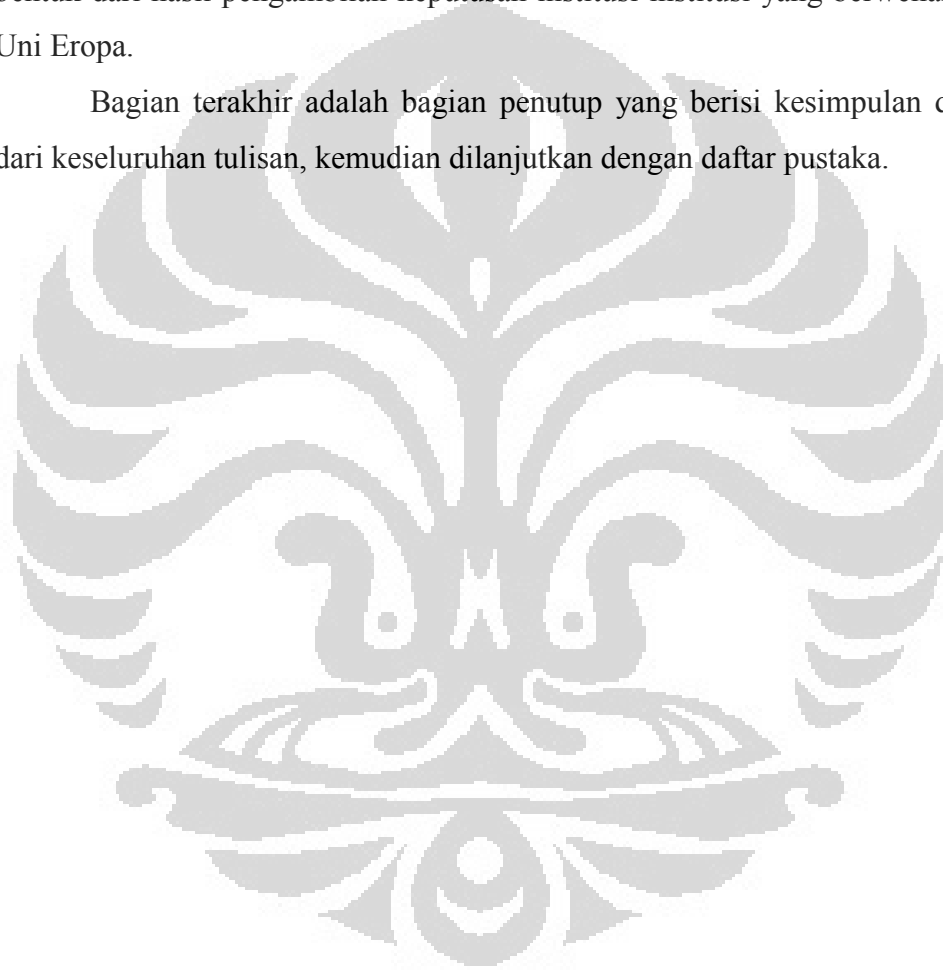 dari hasil pengambilan keputusan institusi-institusi yang
Uni Eropa.
Bagian terakhir adalah bagian penutup yang berisi kesimpulan
dari keseluruhan tulisan, kemudian dilanjutkan dengan daftar pustaka.